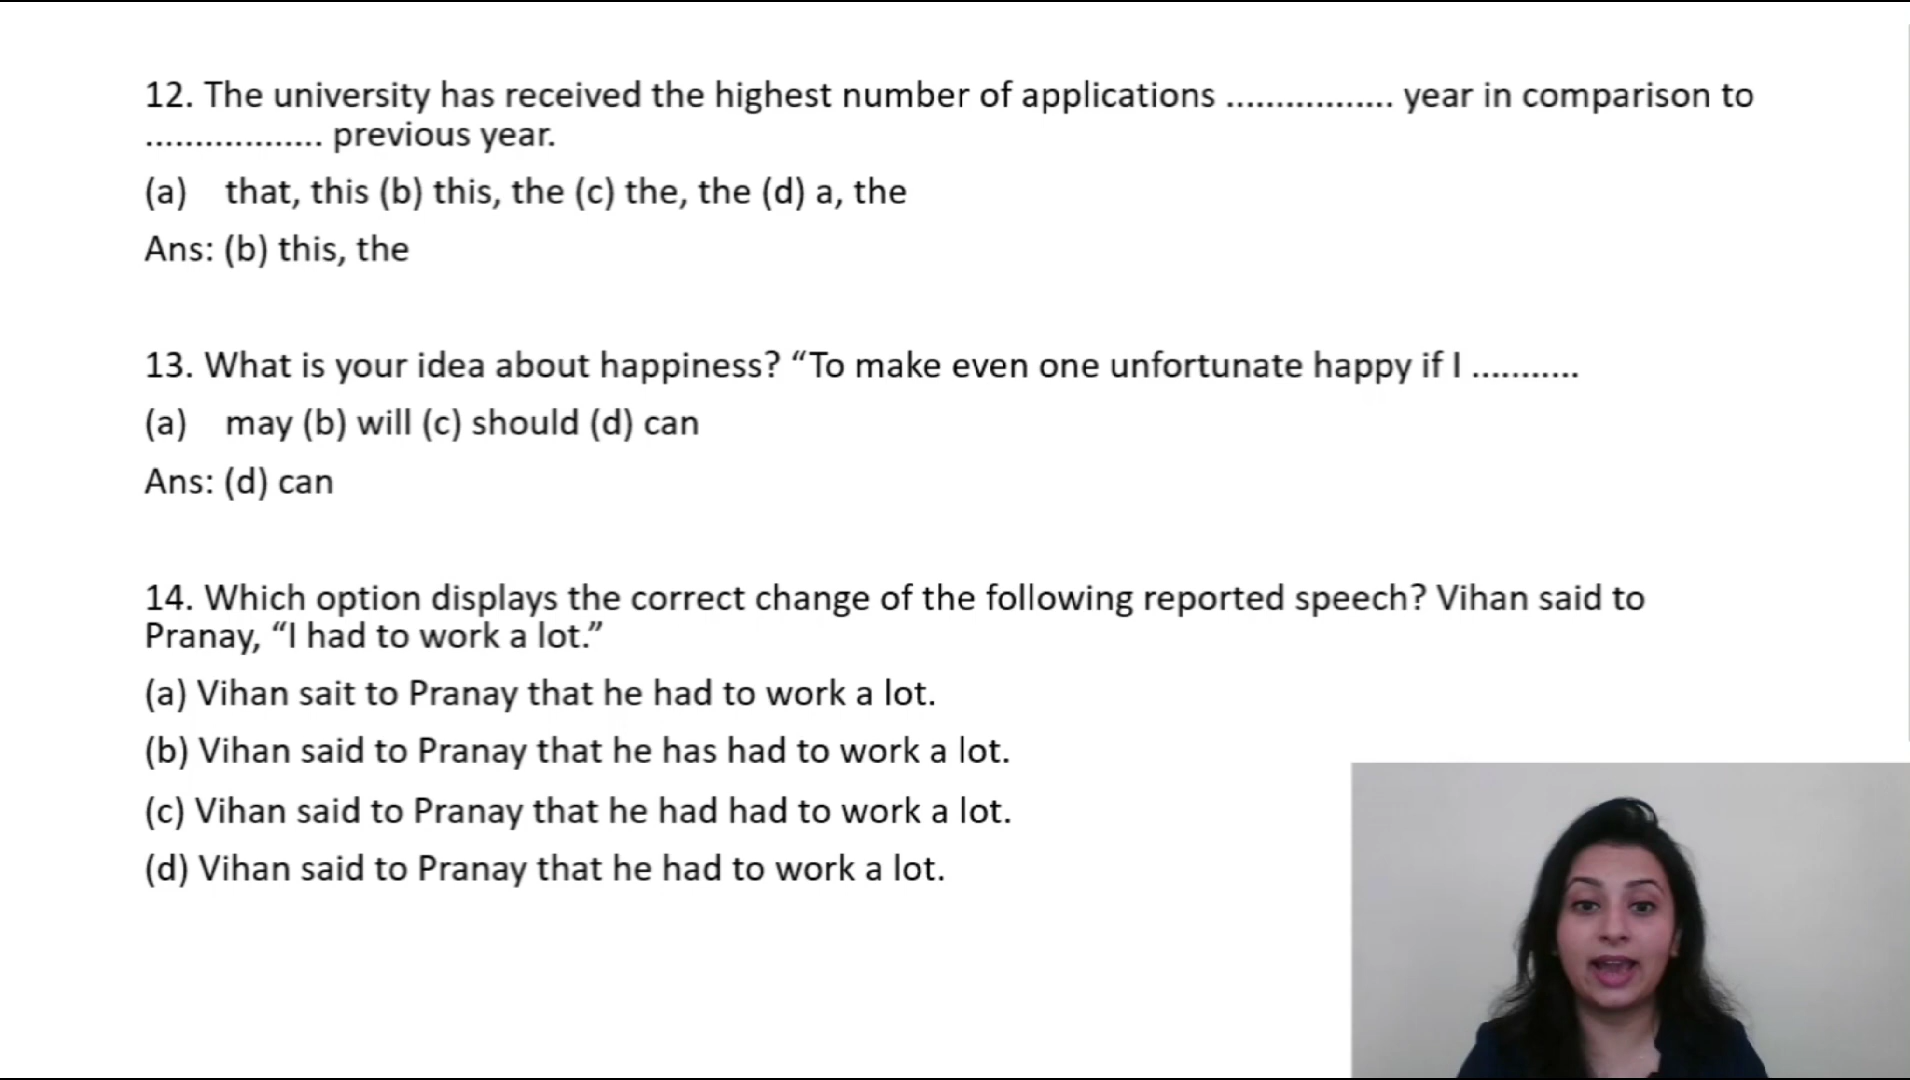 12. The university has received the highest number of applications .................... year in comparison to
..................... previous year.
(a) that, this (b) this, the (c) the, the (d) a, the
Ans: (b) this, the
13. What is your idea about happiness? “To make even one unfortunate happy if I .............
(a) may (b) will (c) should (d) can
Ans: (d) can
14. Which option displays the correct change of the following reported speech? Vihan said to
Pranay, “I had to work a lot.”
(a) Vihan sait to Pranay that he had to work a lot.
(b) Vihan said to Pranay that he has had to work a lot.
(c) Vihan said to Pranay that he had had to work a lot.
(d) Vihan said to Pranay that he had to work a lot.